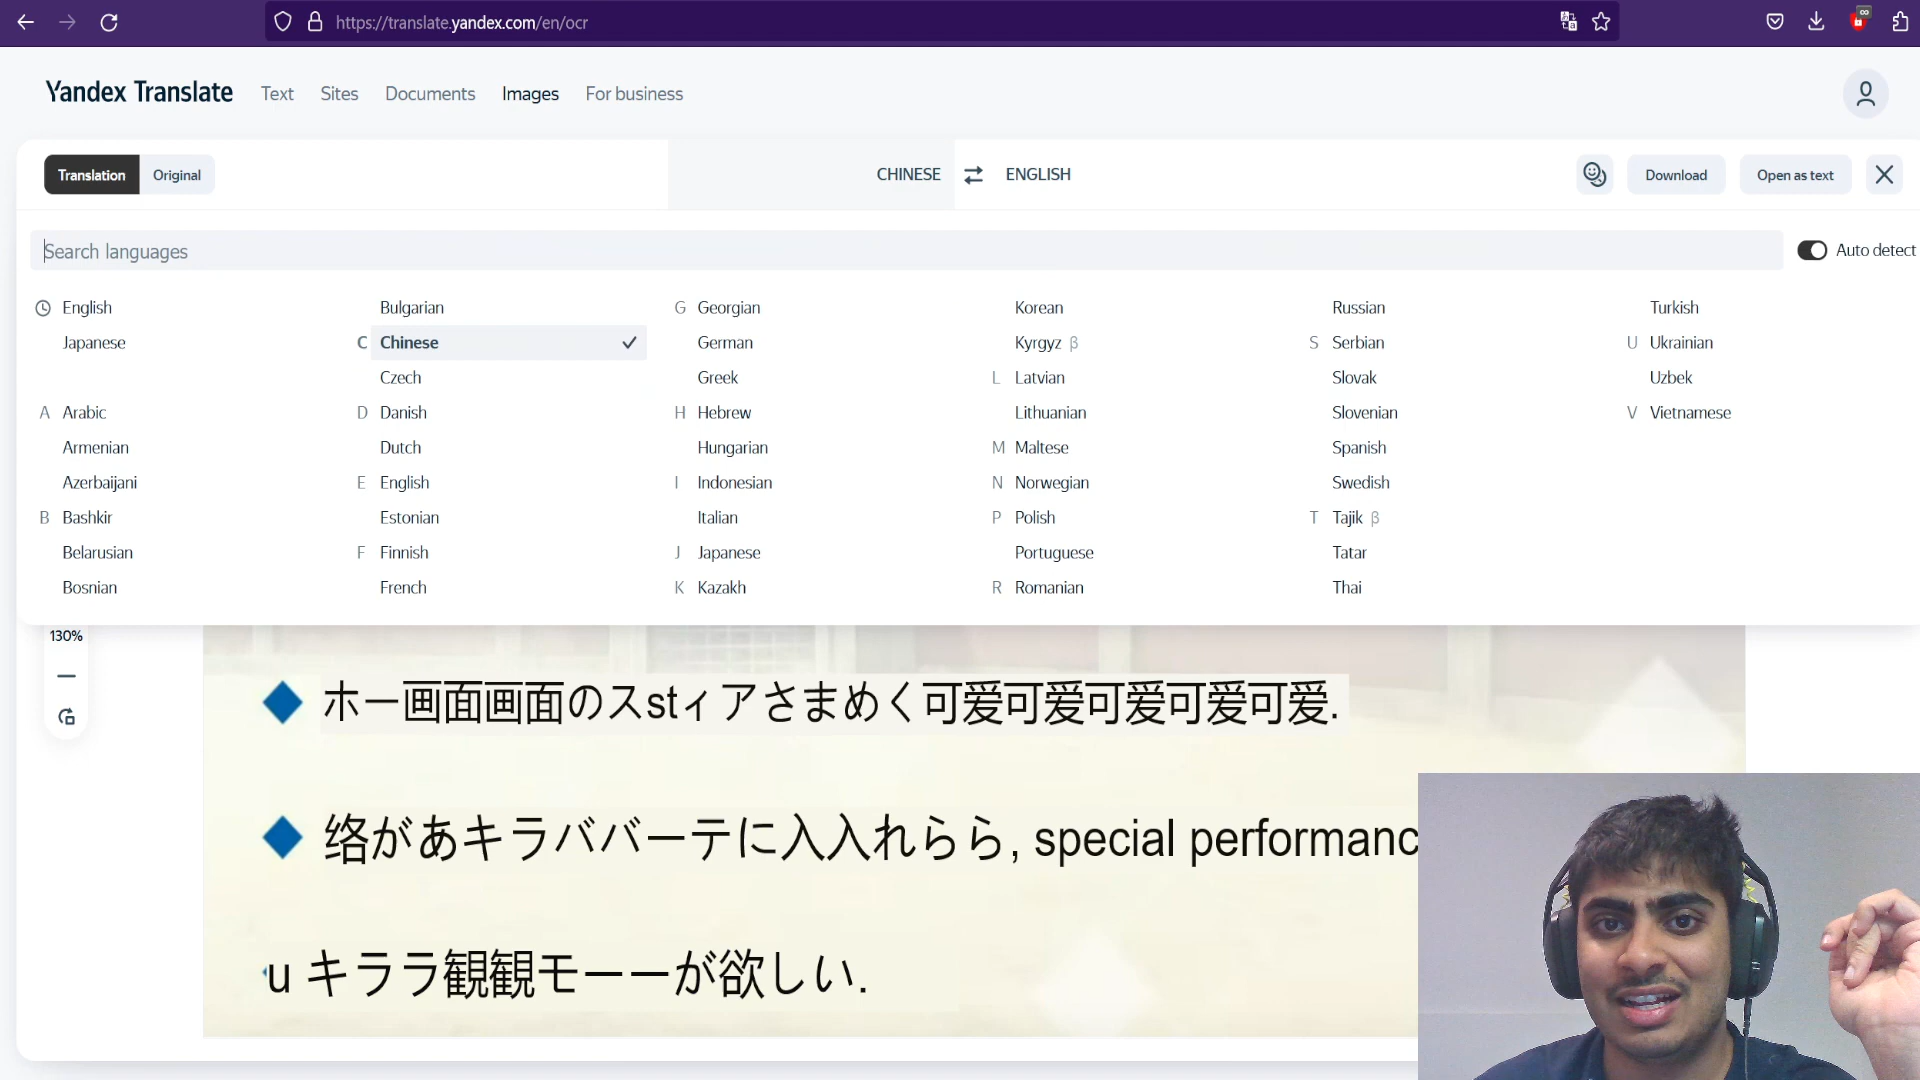 https://translate.yandex.com/en/ocr
Yandex Translate Text Sites Documents Images For business
Translation Original CHINESE ENGLISH Download Open as text
Search languages Auto detect
English Bulgarian G Georgian Korean Russian Turkish
Japanese C Chinese German Kyrgyz β S Serbian U Ukrainian
Czech Greek L Latvian Slovak Uzbek
A Arabic D Danish H Hebrew Lithuanian Slovenian V Vietnamese
Armenian Dutch Hungarian M Maltese Spanish
Azerbaijani E English I Indonesian N Norwegian Swedish
B Bashkir Estonian Italian P Polish T Tajik β
Belarusian F Finnish J Japanese Portuguese Tatar
Bosnian French K Kazakh R Romanian Thai
130%
ホー画面画面のスstィアさまめく可爱可爱可爱可爱可爱.
络があキラババーテに入入れらら, special performanc
u キララ観観モーーが欲しい.